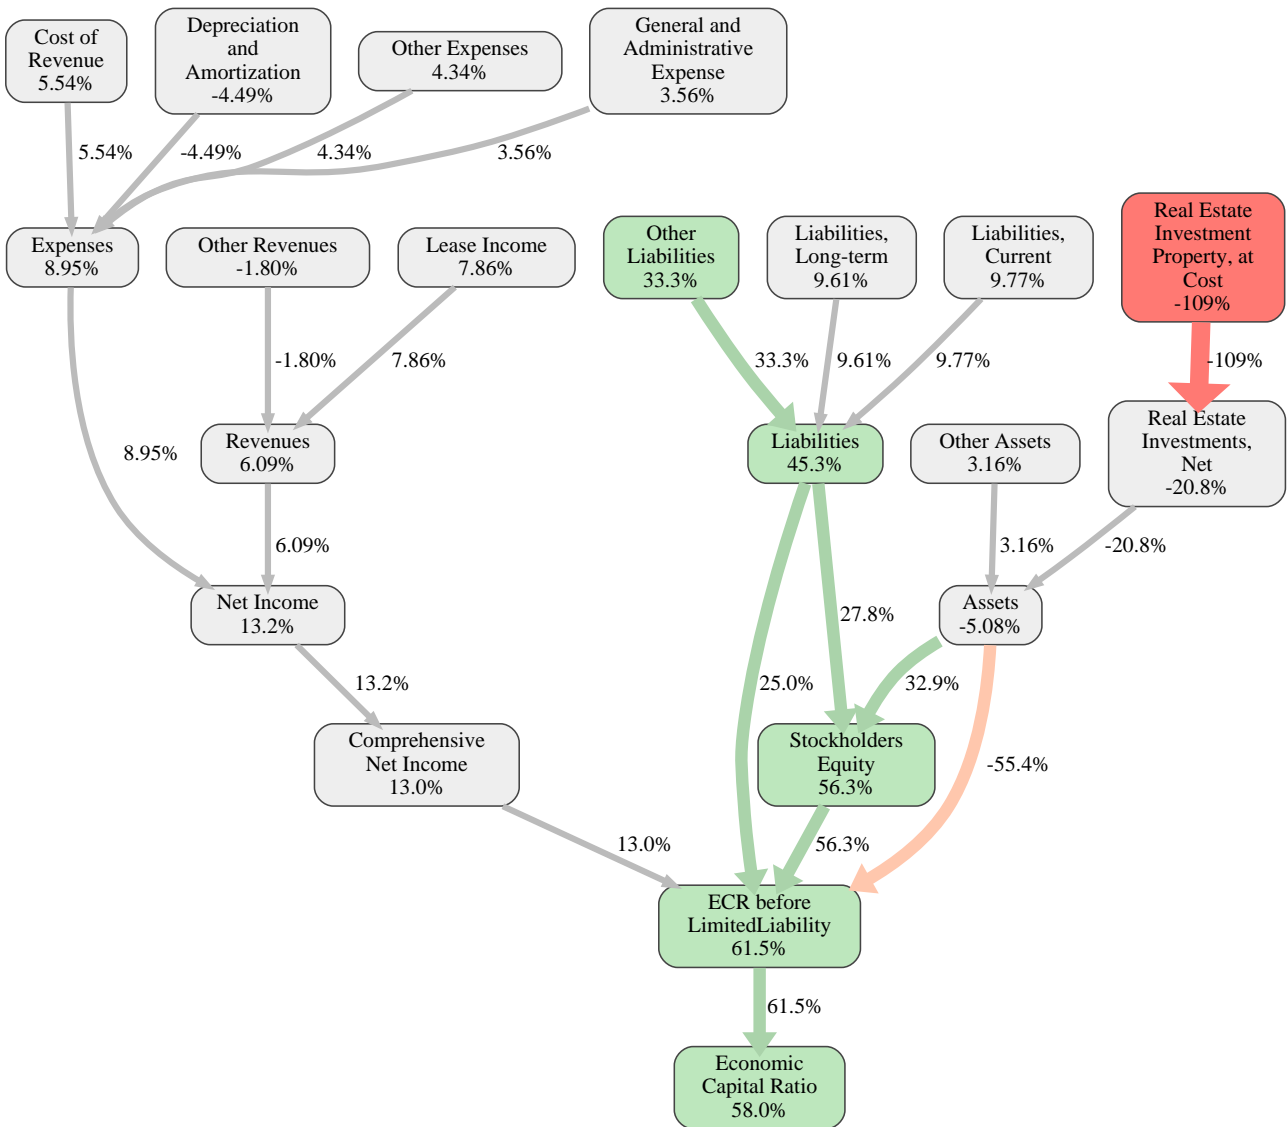 Cost of
Revenue
5.54%
Depreciation
and
Amortization
-4.49%
Other Expenses
4.34%
General and
Administrative
Expense
3.56%
5.54%
-4.49%
4.34%
3.56%
Expenses
8.95%
Other Revenues
-1.80%
Lease Income
7.86%
Other
Liabilities
33.3%
Liabilities,
Long-term
9.61%
Liabilities,
Current
9.77%
Real Estate
Investment
Property, at
Cost
-109%
8.95%
-1.80%
7.86%
33.3%
9.61%
9.77%
-109%
Revenues
6.09%
Liabilities
45.3%
Other Assets
3.16%
Real Estate
Investments,
Net
-20.8%
6.09%
3.16%
-20.8%
Net Income
13.2%
Assets
-5.08%
27.8%
13.2%
25.0%
32.9%
-55.4%
Comprehensive
Net Income
13.0%
Stockholders
Equity
56.3%
13.0%
56.3%
ECR before
LimitedLiability
61.5%
61.5%
Economic
Capital Ratio
58.0%